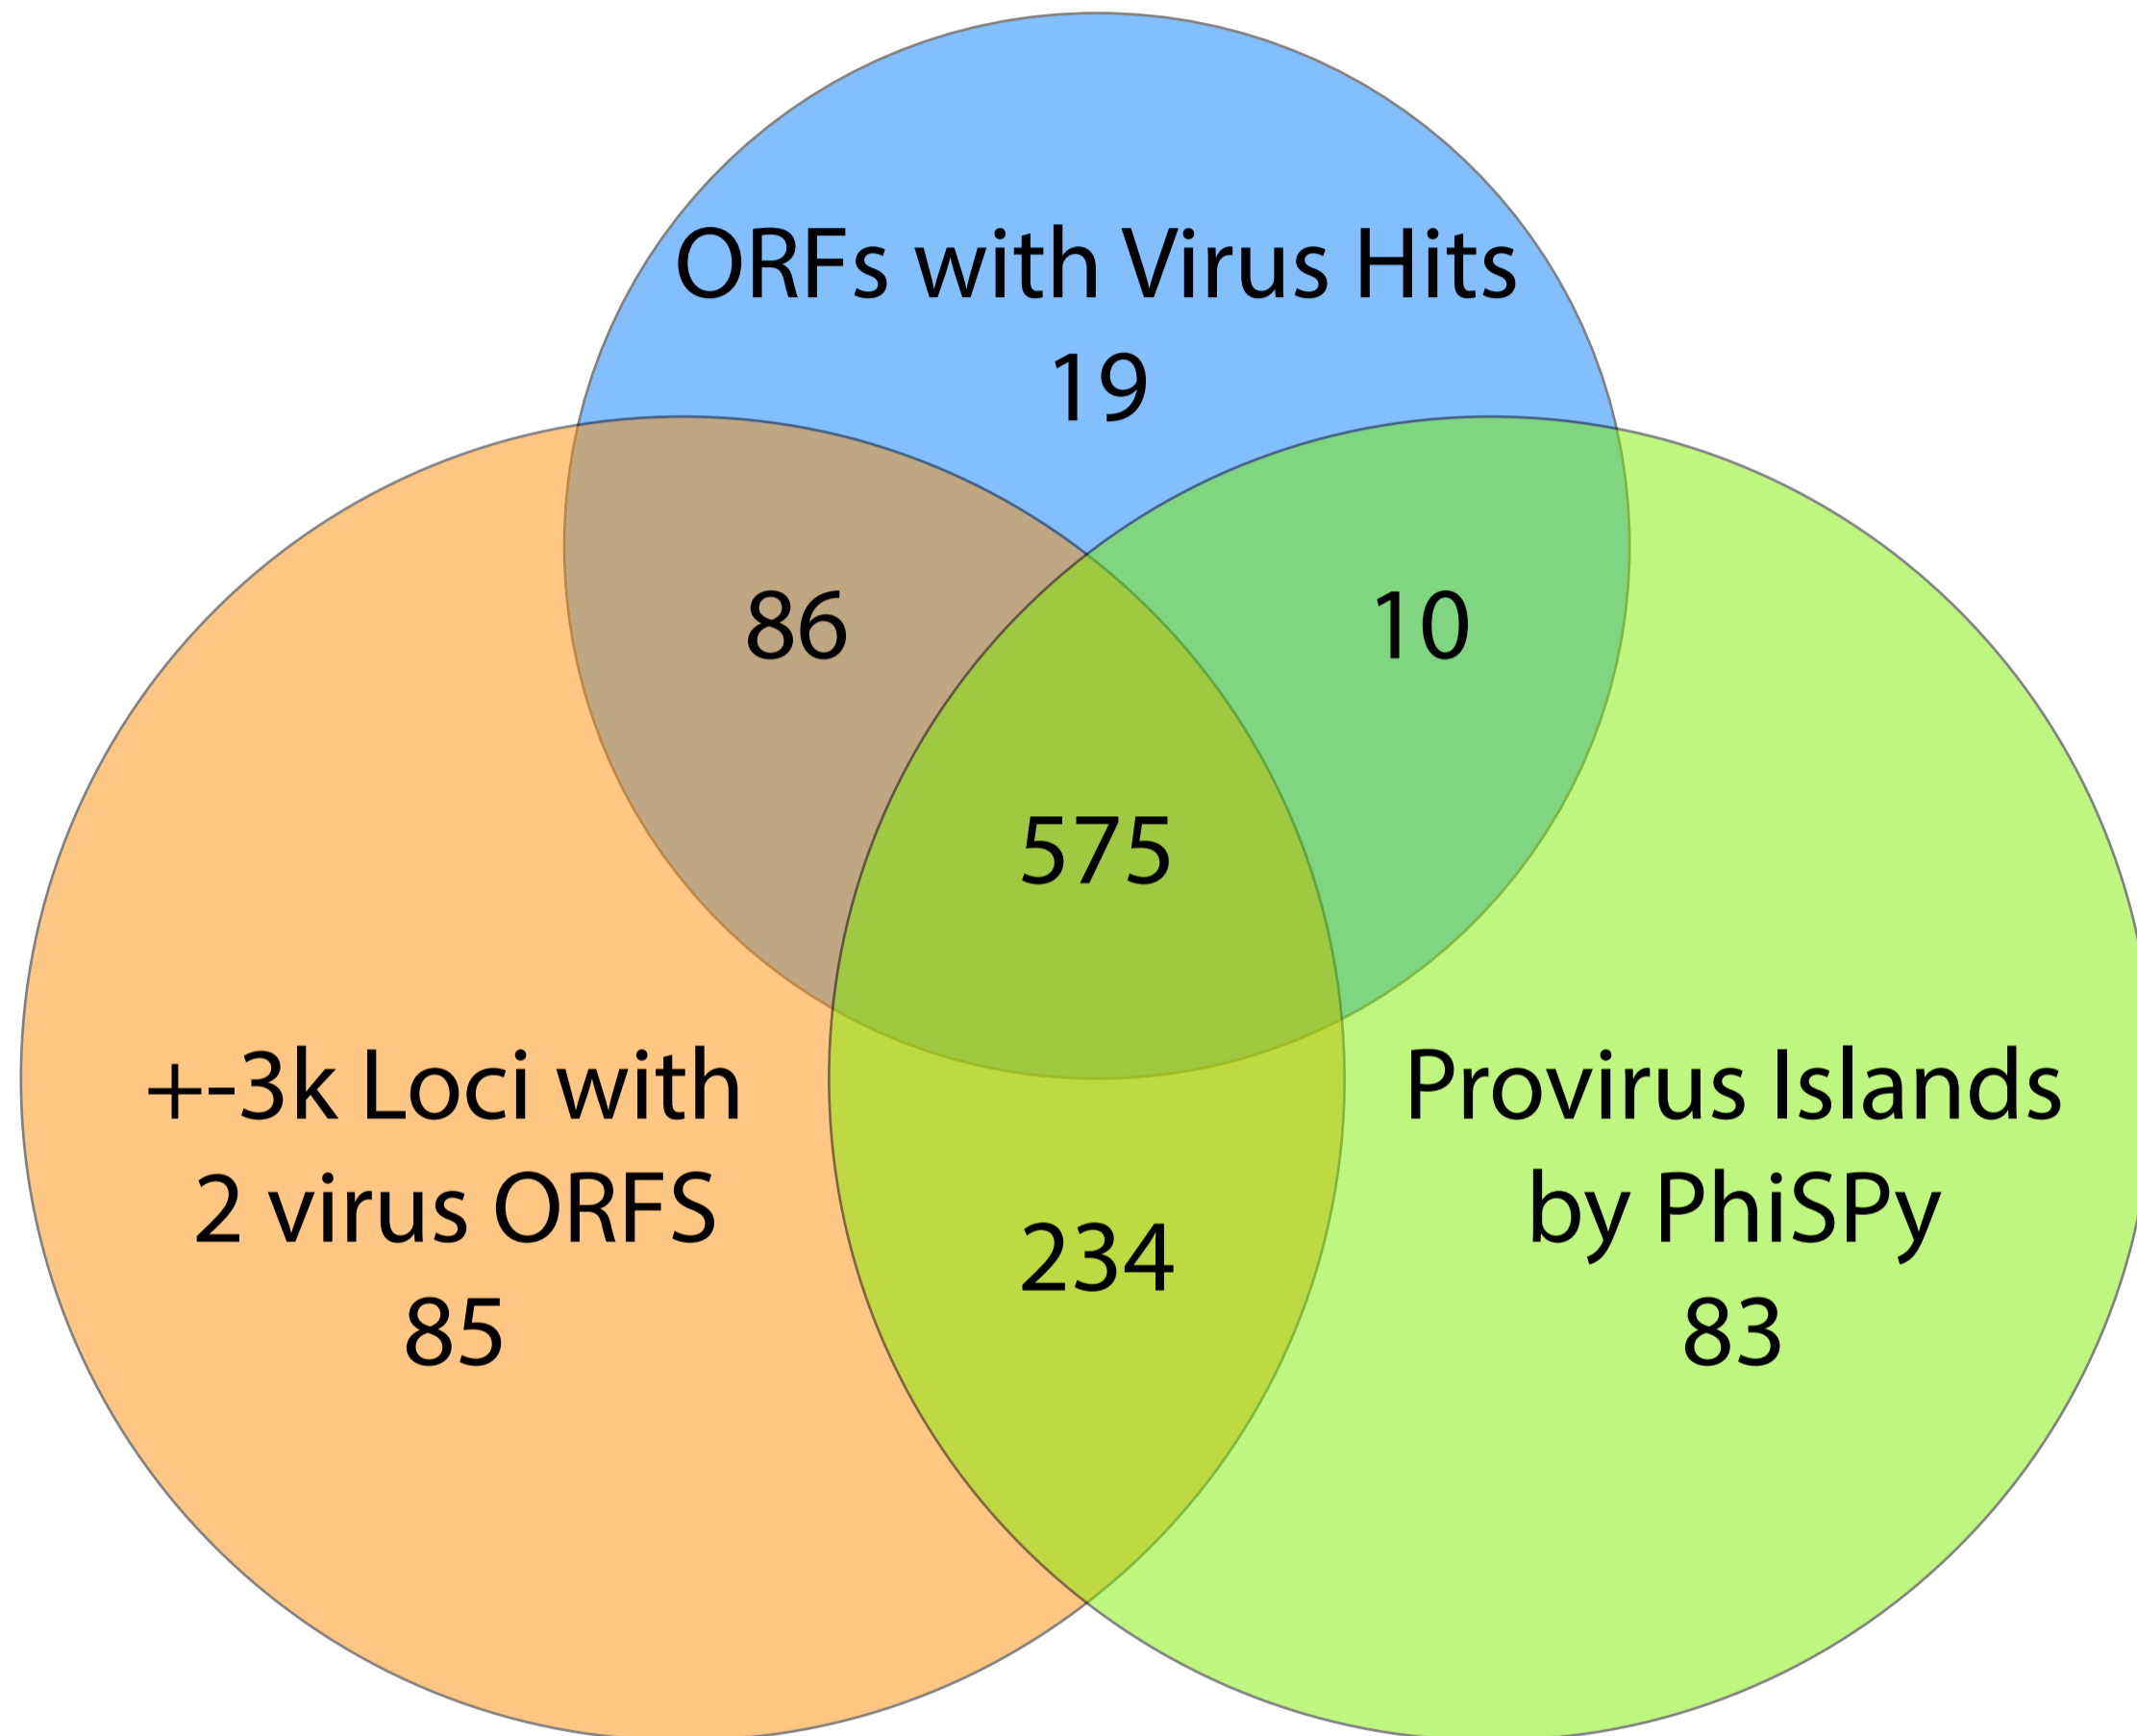 ORFs with Virus Hits
19
86
10
575
+-3k Loci with
2 virus ORFS
85
234
Provirus Islands
by PhiSPy
83